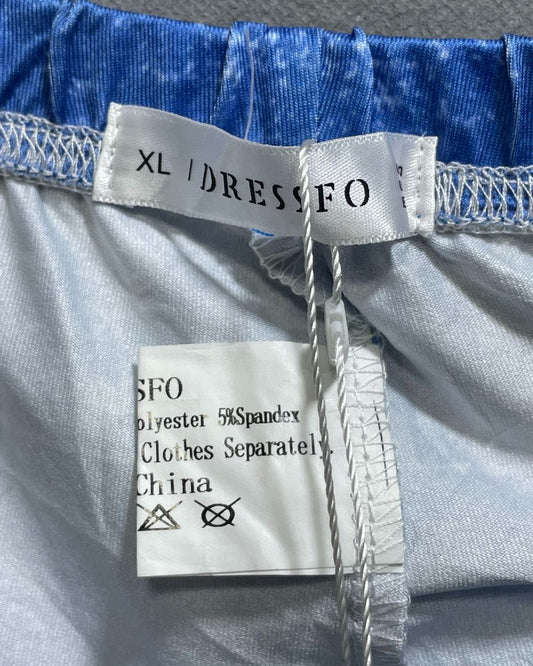 XL | DRESSFO
SFO
olyester 5%Spandex
Clothes Separately.
China